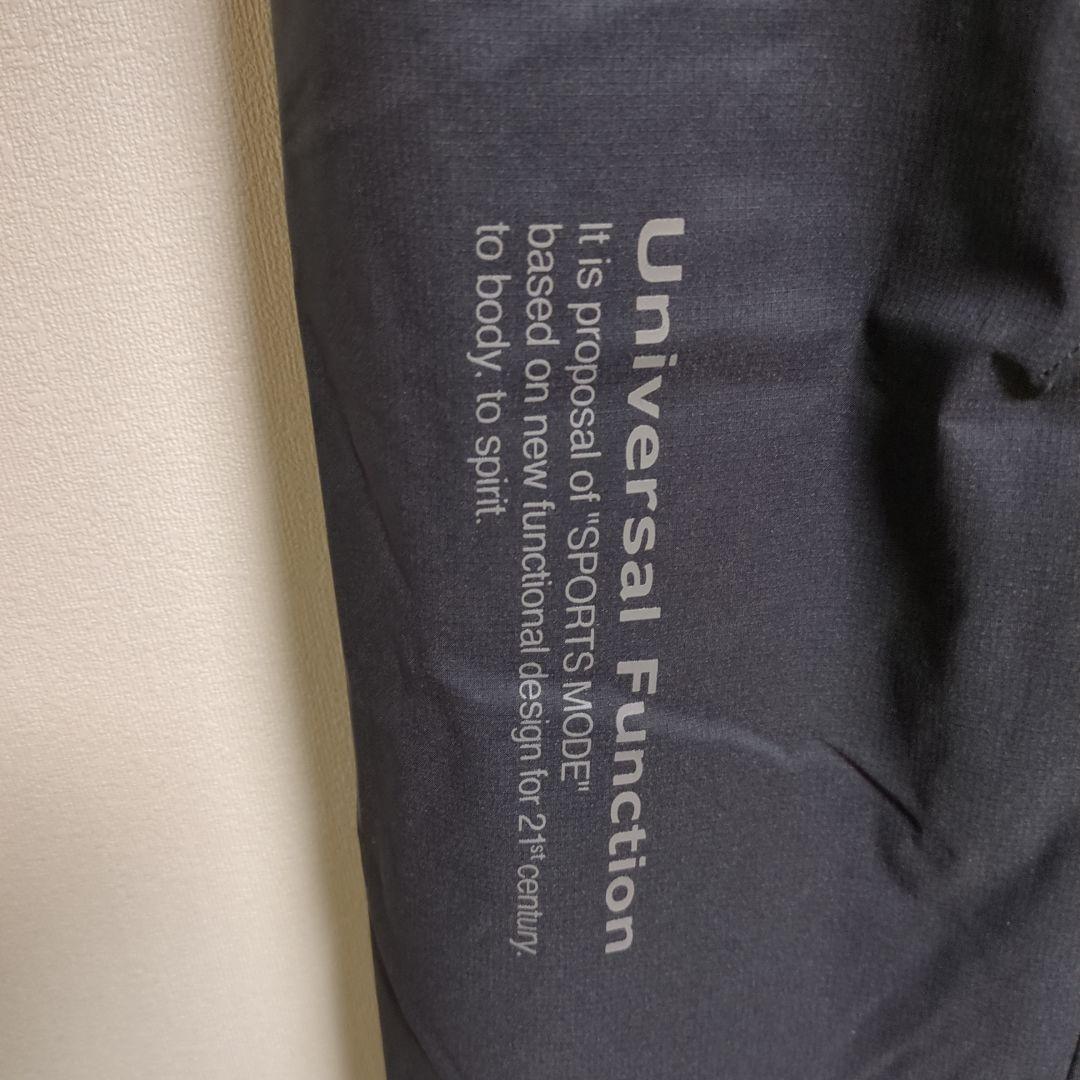 Universal Function
It is proposal of "SPORTS MODE"
based on new functional design for 21st century.
to body, to spirit.